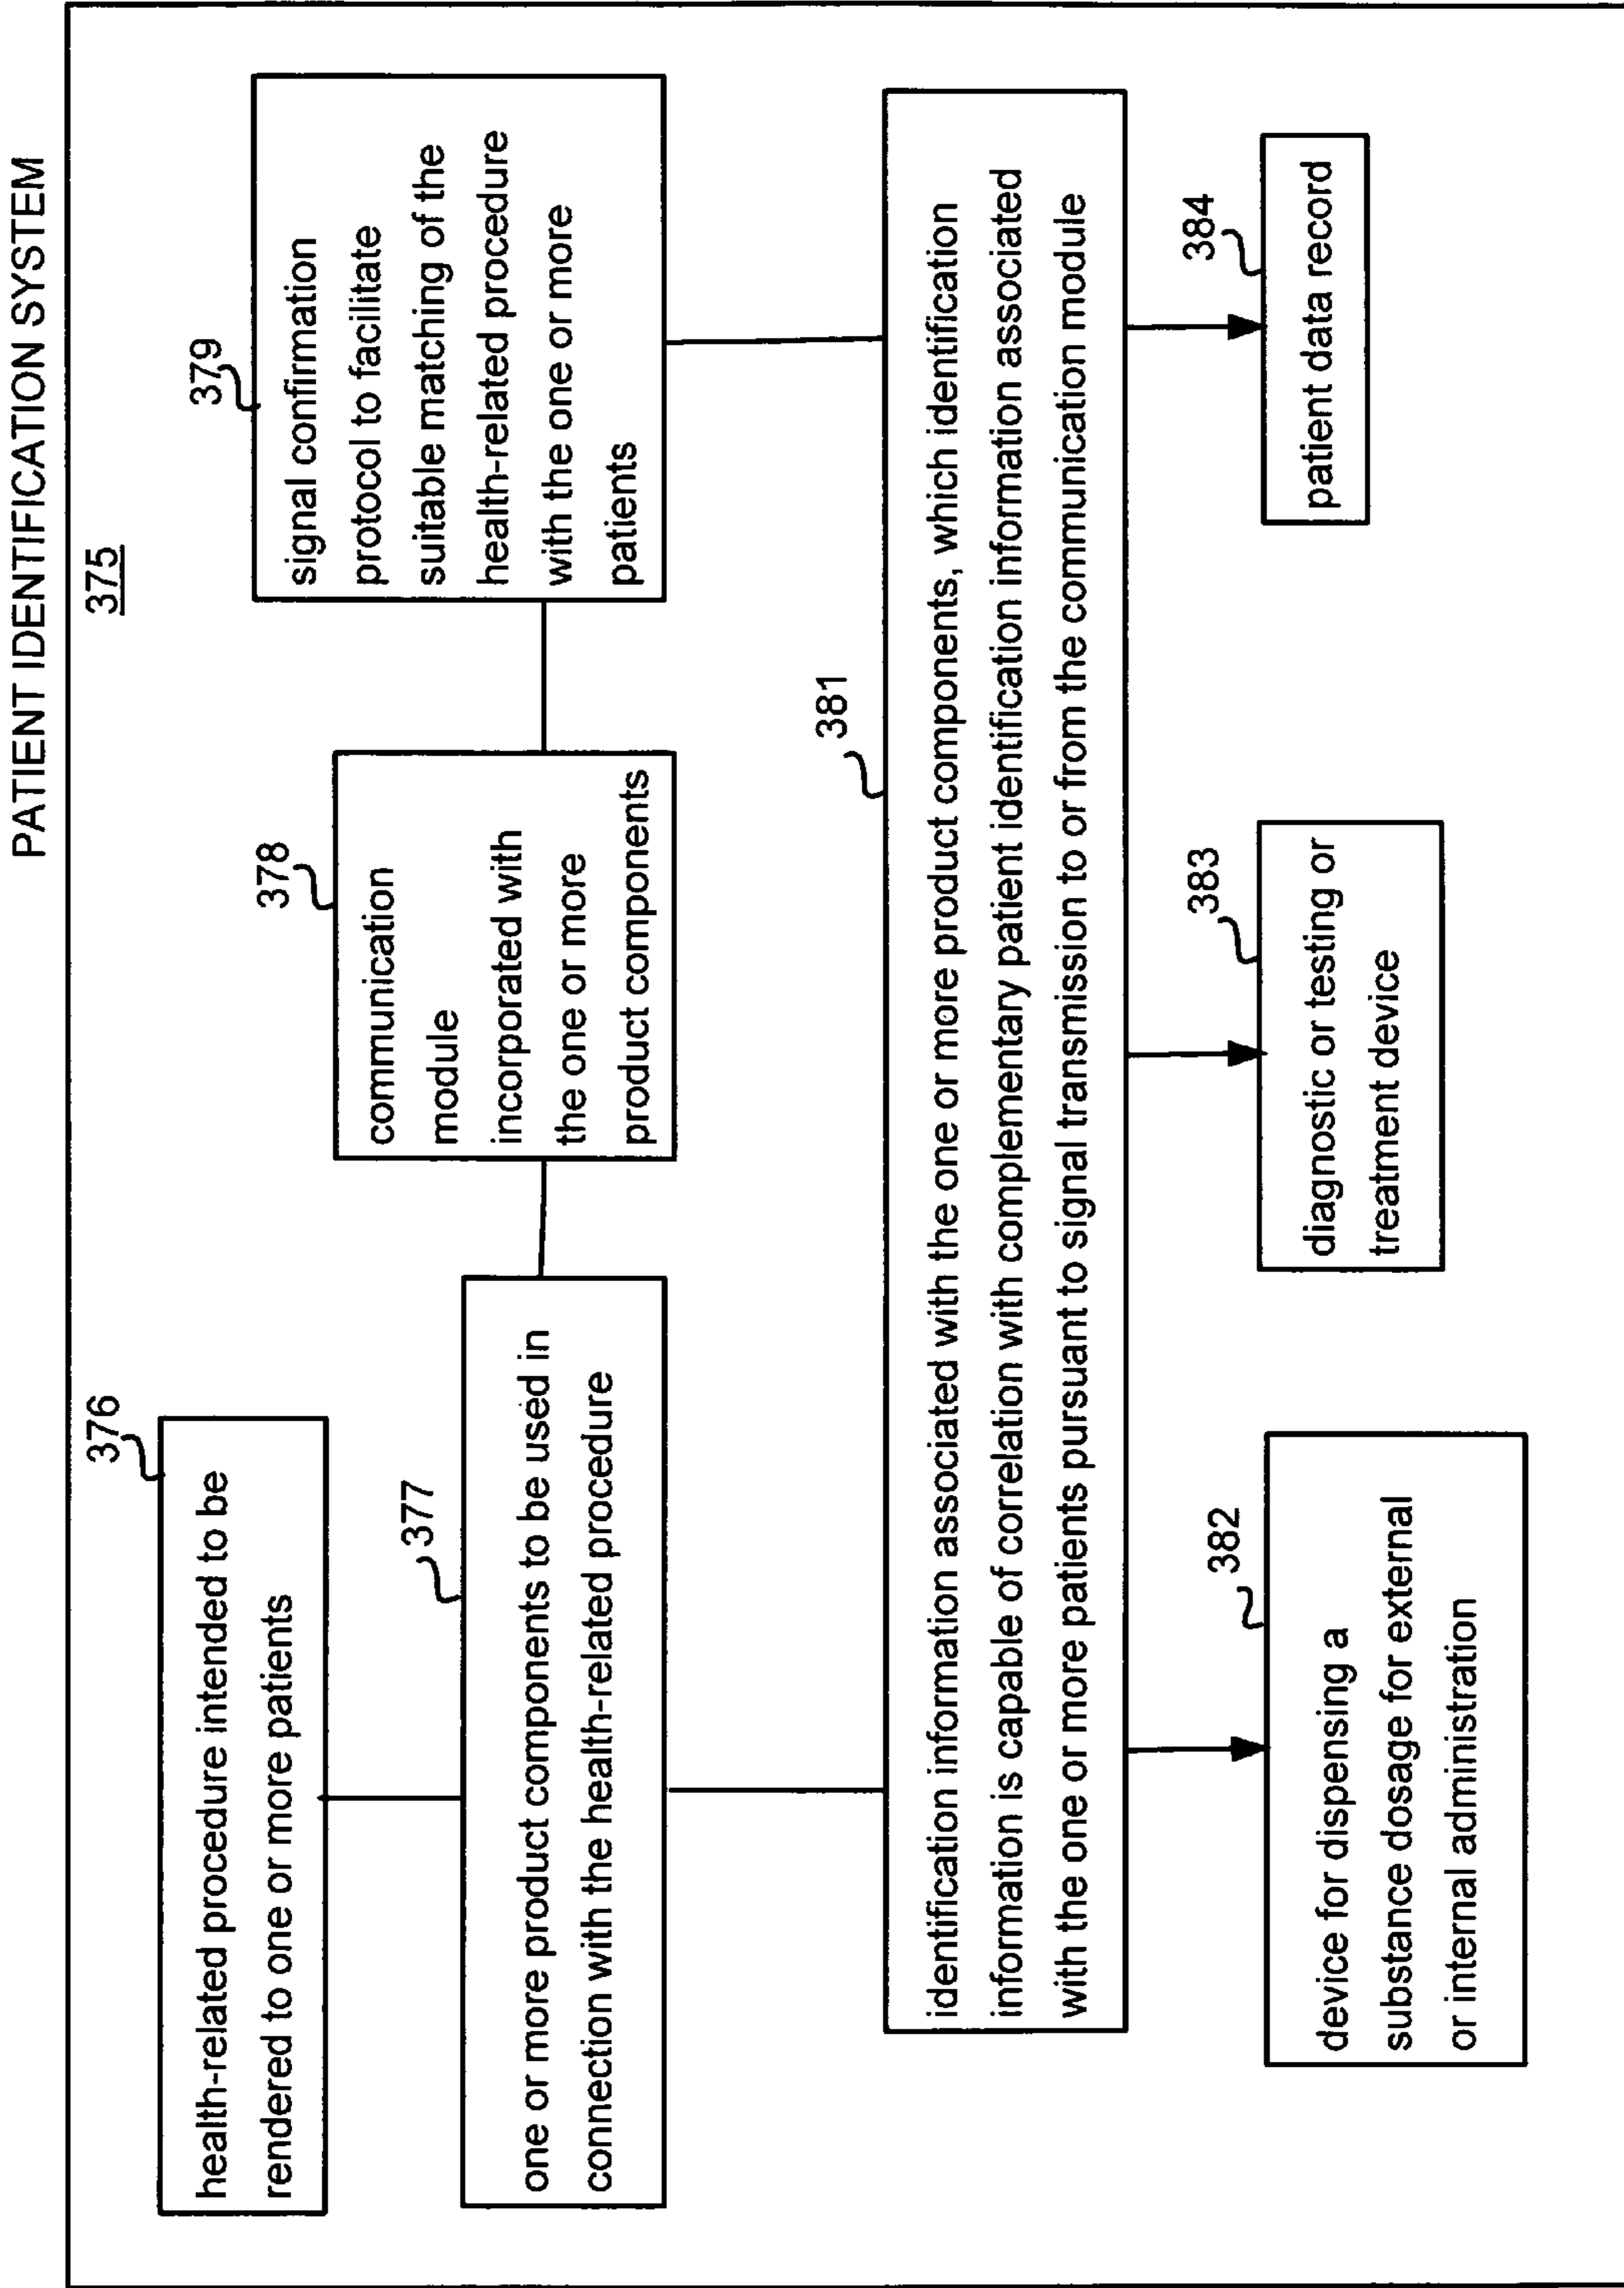 PATIENT IDENTIFICATION SYSTEM
375
376
health-related procedure intended to be
rendered to one or more patients
377
one or more product components to be used in
connection with the health-related procedure
378
communication
module
incorporated with
the one or more
product components
379
signal confirmation
protocol to facilitate
suitable matching of the
health-related procedure
with the one or more
patients
381
identification information associated with the one or more product components, which identification
information is capable of correlation with complementary patient identification information associated
with the one or more patients pursuant to signal transmission to or from the communication module
382
device for dispensing a
substance dosage for external
or internal administration
383
diagnostic or testing or
treatment device
384
patient data record